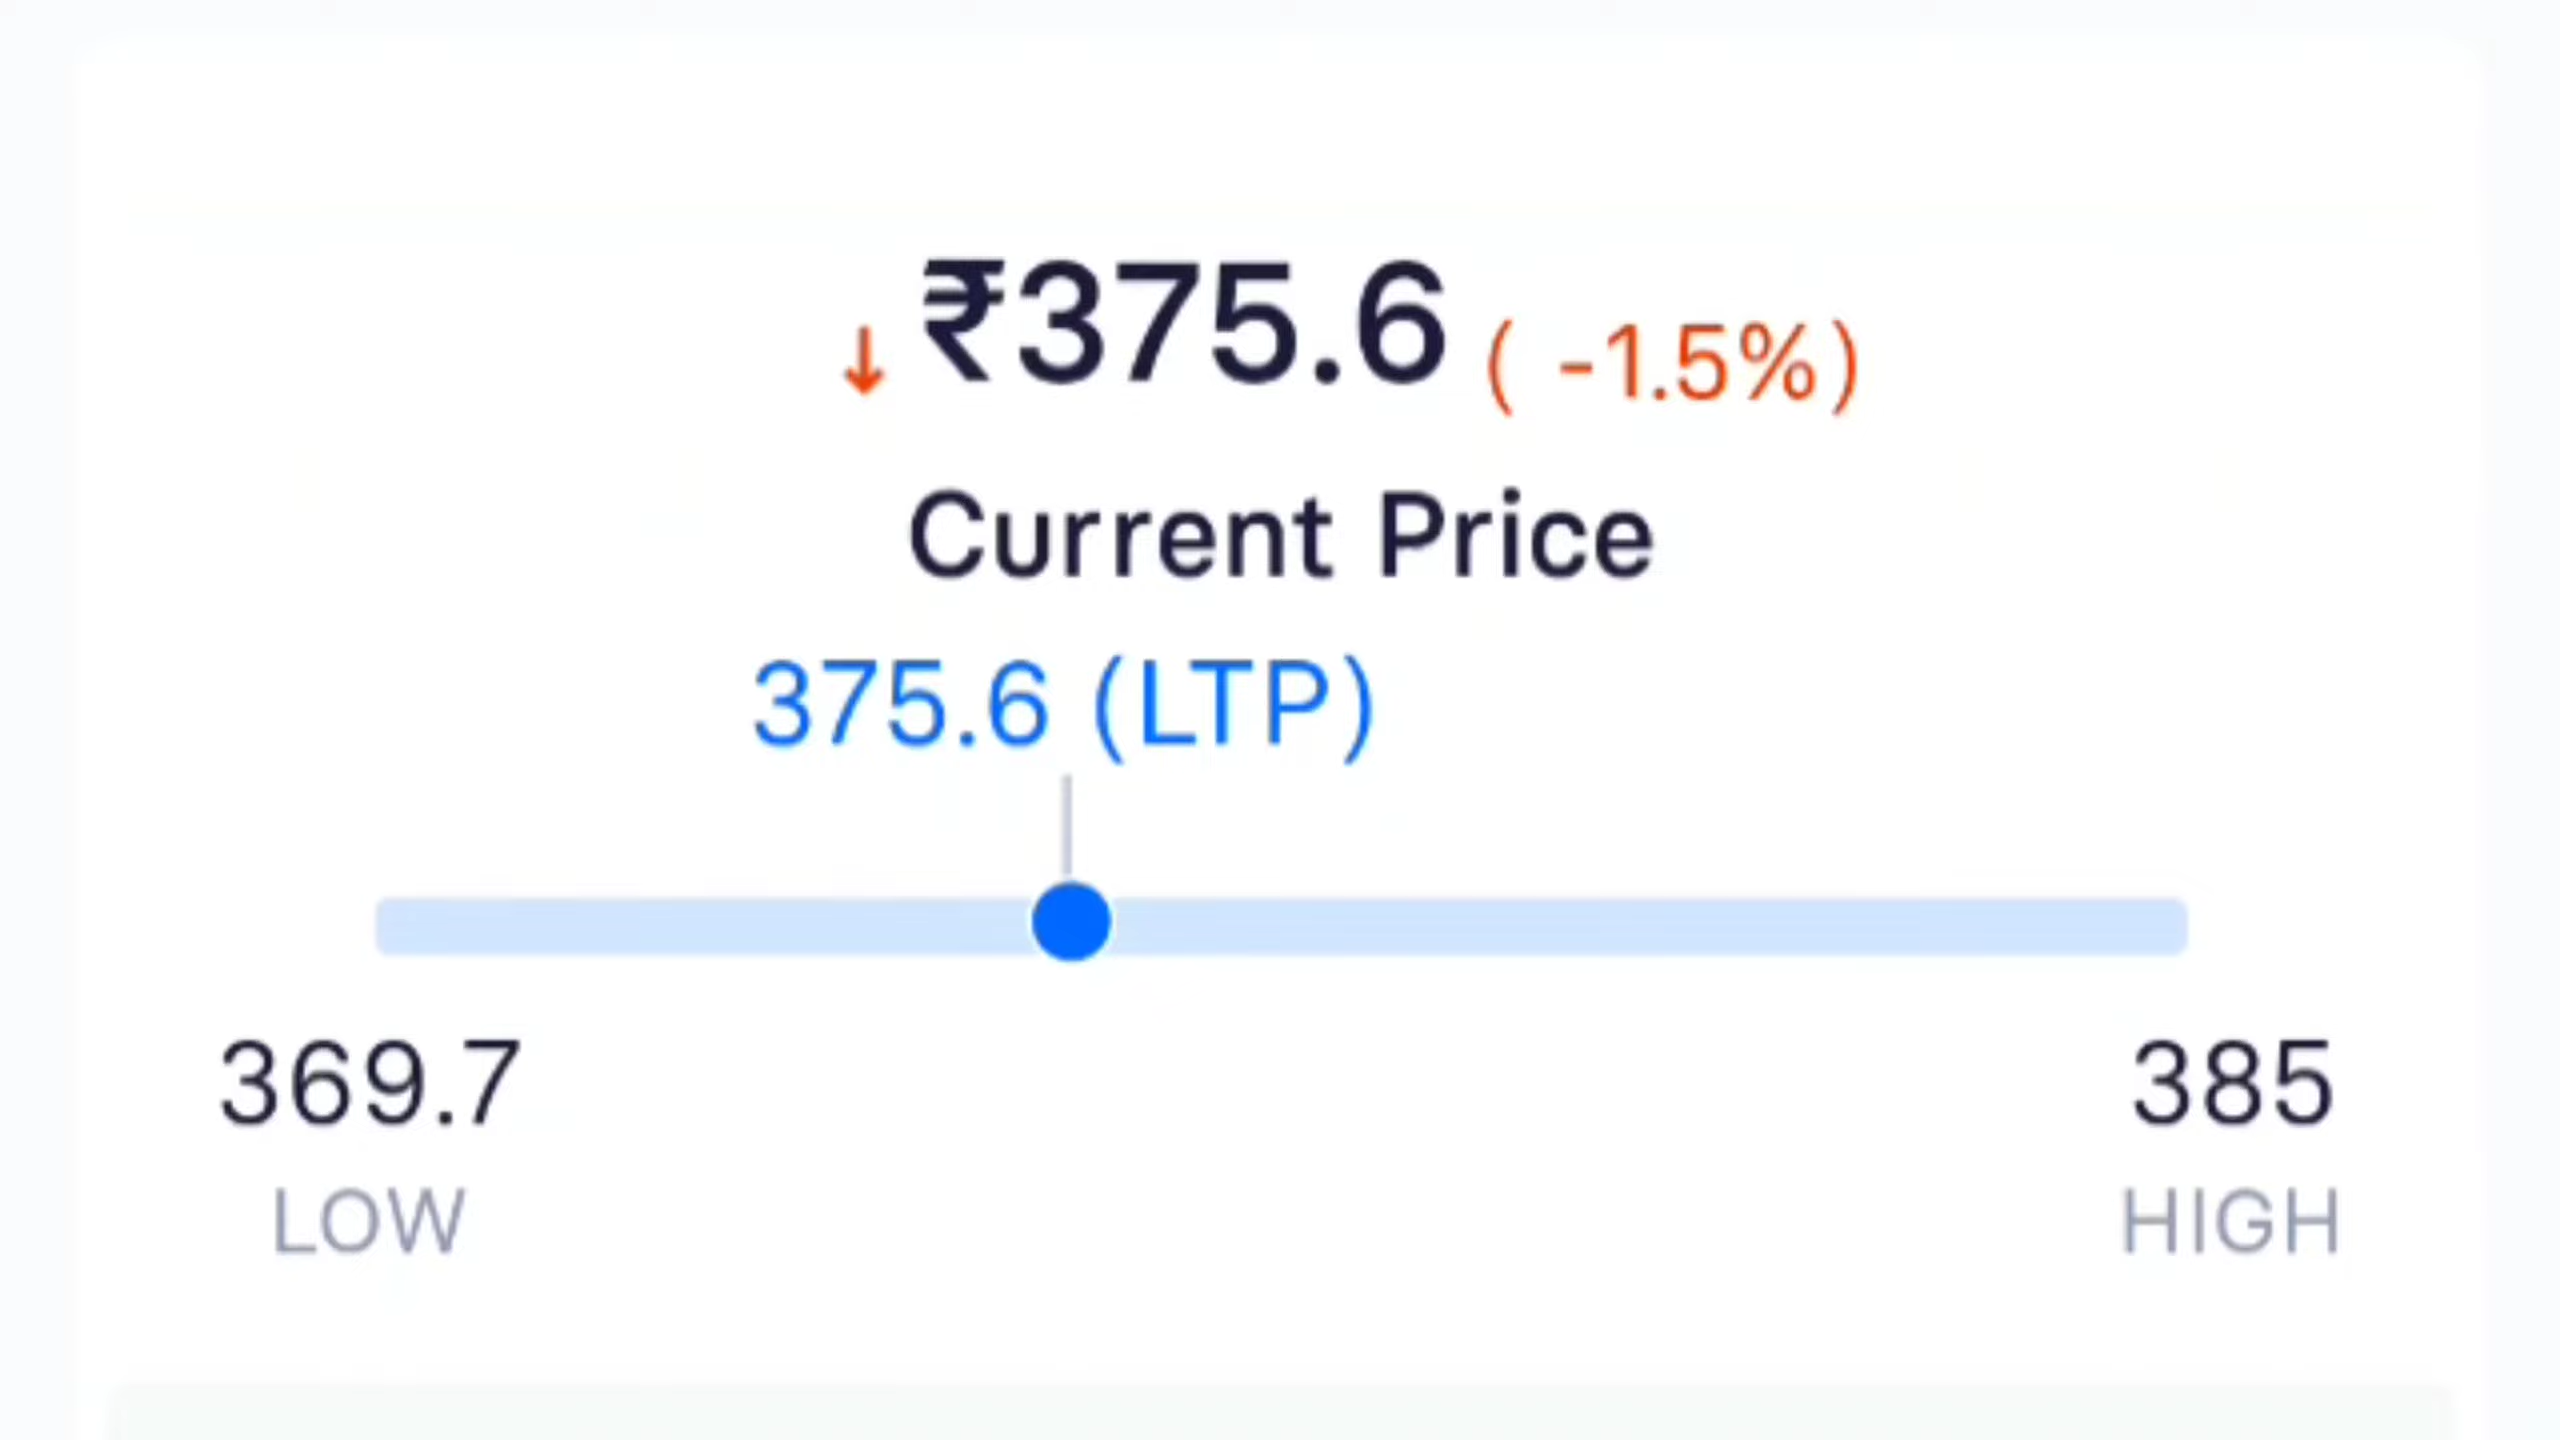 ↓ ₹375.6 ( -1.5%)
Current Price
375.6 (LTP)
369.7 385
LOW HIGH